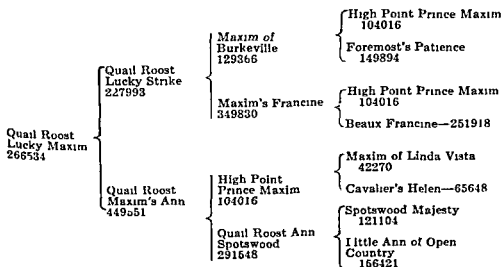 High Point Prince Maxim
104016
Maxim of
Burkeville
129366
Foremost's Patience
149894
Quail Roost
Lucky Strike
227993
High Point Prince Maxim
104016
Maxim's Francine
349830
Beaux Francine—251918
Quail Roost
Lucky Maxim
266534
Maxim of Linda Vista
42270
High Point
Prince Maxim
104016
Cavalier's Helen—65648
Quail Roost
Maxim's Ann
449551
Spotswood Majesty
121104
Quail Roost Ann
Spotswood
291548
Little Ann of Open
Country
156421